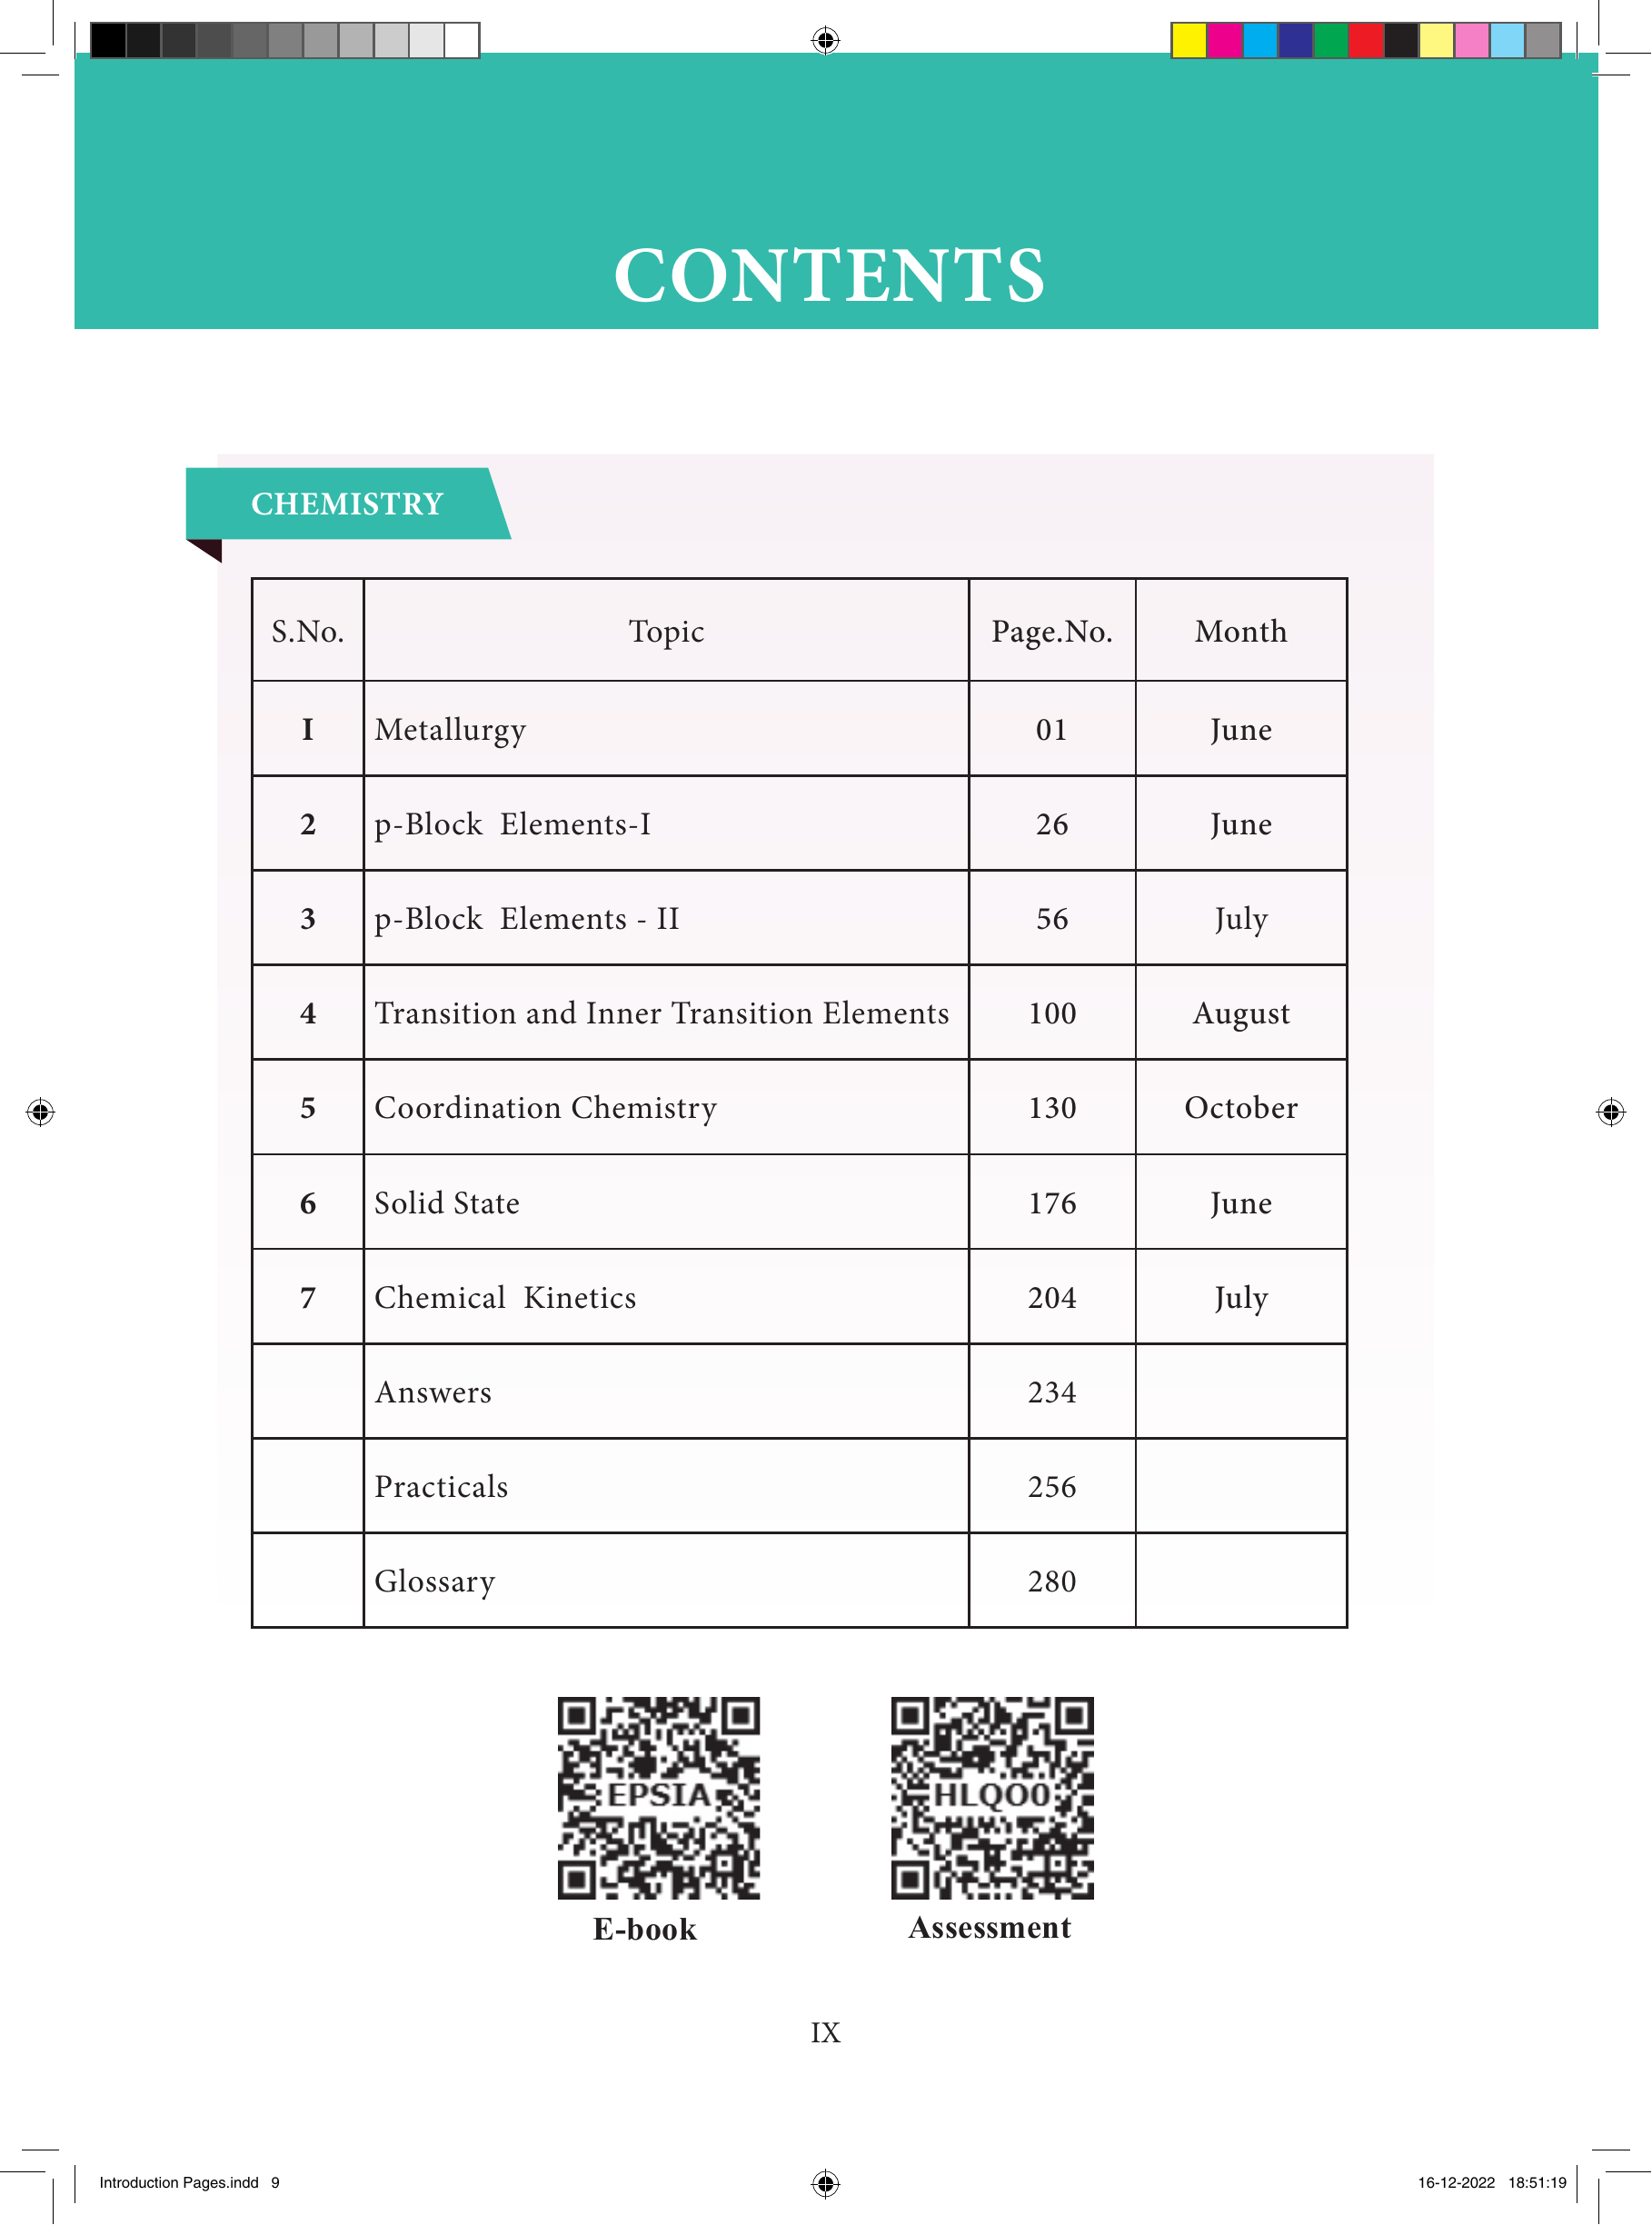 CONTENTS
CHEMISTRY
S.No. Topic Page.No. Month
I Metallurgy 01 June
2 p-Block Elements-I 26 June
3 p-Block Elements - II 56 July
4 Transition and Inner Transition Elements 100 August
5 Coordination Chemistry 130 October
6 Solid State 176 June
7 Chemical Kinetics 204 July
Answers 234
Practicals 256
Glossary 280
EPSIA HLQO0
E-book Assessment
IX
Introduction Pages.indd 9 16-12-2022 18:51:19